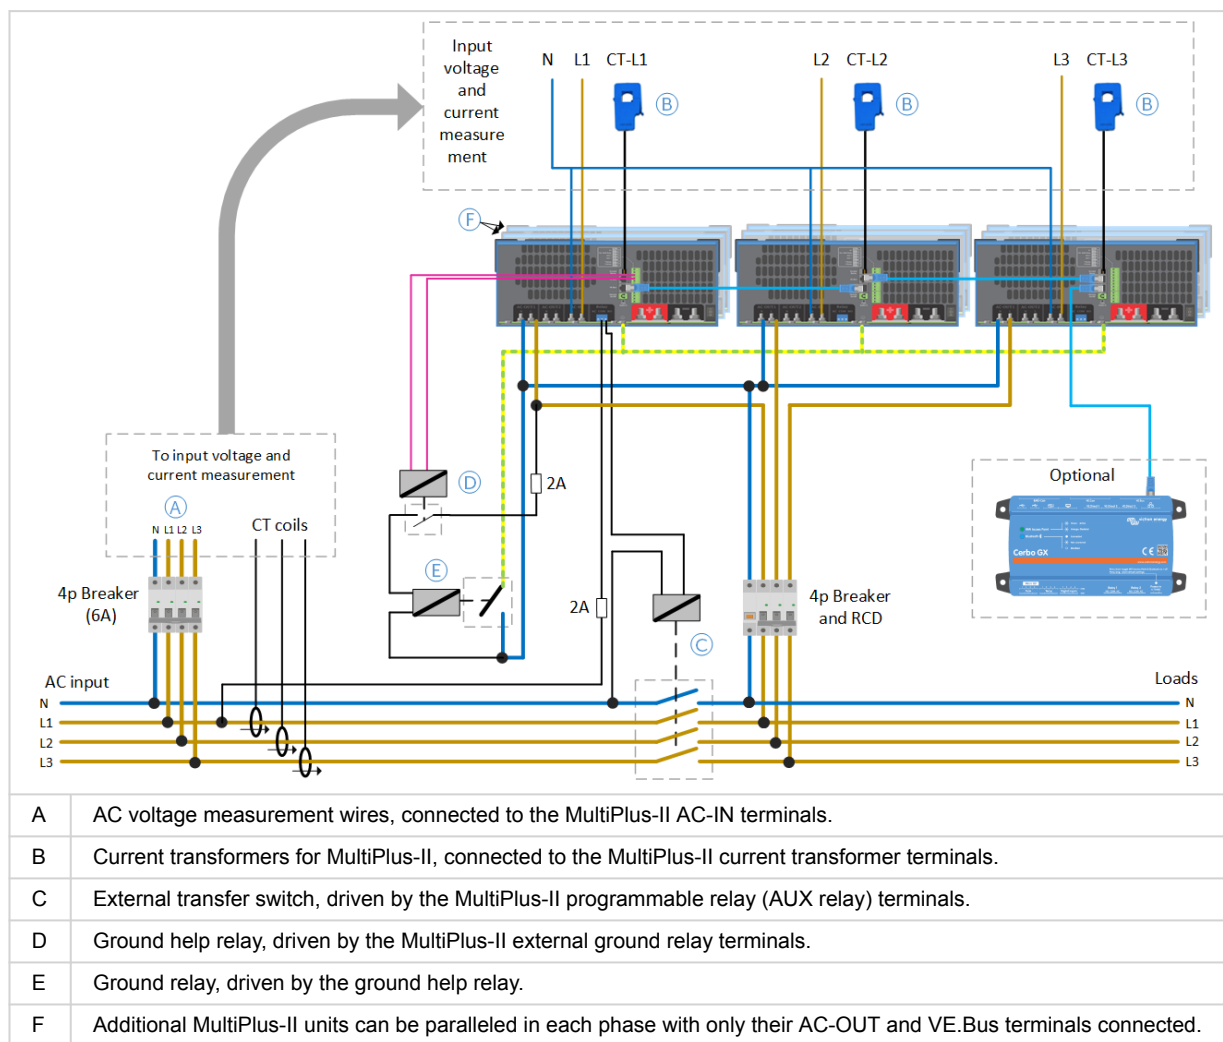 Input
voltage
and
current
measure
ment
N L1 CT-L1
L2 CT-L2
L3 CT-L3
B
B
B
F
To input voltage and
current measurement
A
N L1 L2 L3
CT coils
4p Breaker
(6A)
D
2A
E
2A
C
4p Breaker
and RCD
Optional
victron energy
Cerbo GX
AC input
N
L1
L2
L3
Loads
N
L1
L2
L3
A AC voltage measurement wires, connected to the MultiPlus-II AC-IN terminals.
B Current transformers for MultiPlus-II, connected to the MultiPlus-II current transformer terminals.
C External transfer switch, driven by the MultiPlus-II programmable relay (AUX relay) terminals.
D Ground help relay, driven by the MultiPlus-II external ground relay terminals.
E Ground relay, driven by the ground help relay.
F Additional MultiPlus-II units can be paralleled in each phase with only their AC-OUT and VE.Bus terminals connected.